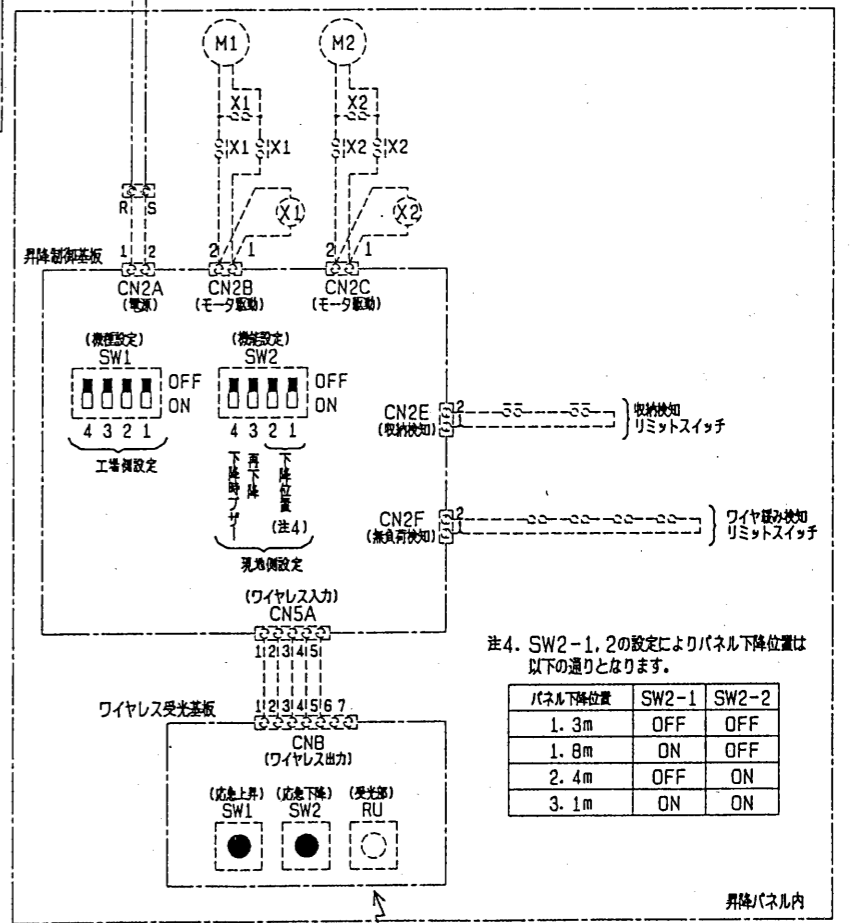 M1
M2
X1
X2
X1 X1
X2 X2
X1
X2
R S
昇降制御基板
1 2
2 1
2 1
CN2A
(電源)
CN2B
(モータ駆動)
CN2C
(モータ駆動)
(機種設定)
SW1
OFF
ON
4 3 2 1
工場側設定
(機能設定)
SW2
OFF
ON
4 3 2 1
下降時ブザー
再下降
下降位置
(注4)
現地側設定
CN2E
(収納検知)
2
1
収納検知
リミットスイッチ
CN2F
(無負荷検知)
2
1
ワイヤ緩み検知
リミットスイッチ
(ワイヤレス入力)
CN5A
1 2 3 4 5
注4. SW2-1, 2の設定によりパネル下降位置は
以下の通りとなります。
パネル下降位置 SW2-1 SW2-2
1. 3m OFF OFF
1. 8m ON OFF
2. 4m OFF ON
3. 1m ON ON
ワイヤレス受光基板
1 2 3 4 5 6 7
CNB
(ワイヤレス出力)
(応急上昇)
SW1
(応急下降)
SW2
(受光部)
RU
昇降パネル内